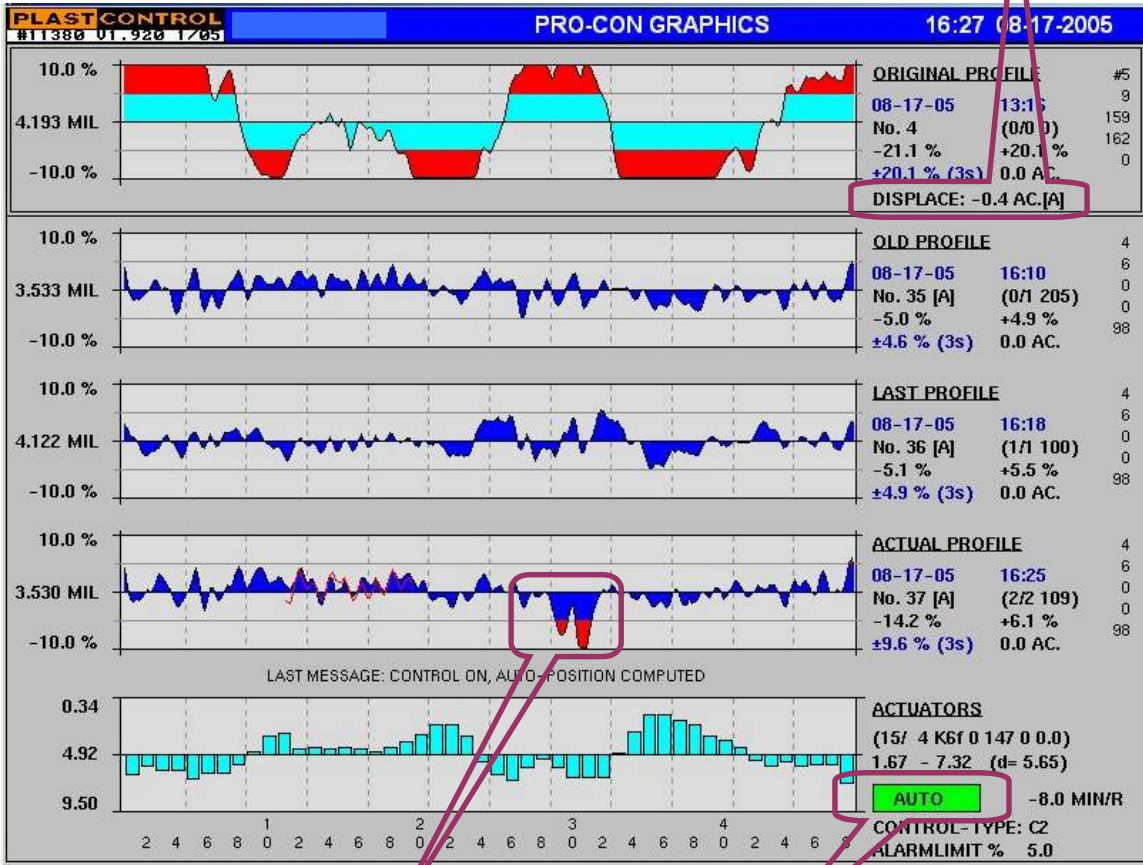 PLASTCONTROL
#11380 V1.920 1/05
PRO-CON GRAPHICS
16:27 08-17-2005
10.0 %
4.193 MIL
-10.0 %
ORIGINAL PROFILE
08-17-05 13:16
No. 4 (0/0 0)
-21.1 % +20.1 %
±20.1 % (3s) 0.0 AC.
DISPLACE: -0.4 AC.[A]
#5
9
159
162
0
10.0 %
3.533 MIL
-10.0 %
OLD PROFILE
08-17-05 16:10
No. 35 [A] (0/1 205)
-5.0 % +4.9 %
±4.6 % (3s) 0.0 AC.
4
6
0
0
98
10.0 %
4.122 MIL
-10.0 %
LAST PROFILE
08-17-05 16:18
No. 36 [A] (1/1 100)
-5.1 % +5.5 %
±4.9 % (3s) 0.0 AC.
4
6
0
0
98
10.0 %
3.530 MIL
-10.0 %
ACTUAL PROFILE
08-17-05 16:25
No. 37 [A] (2/2 109)
-14.2 % +6.1 %
±9.6 % (3s) 0.0 AC.
4
6
0
0
98
LAST MESSAGE: CONTROL ON, AUTO-POSITION COMPUTED
0.34
4.92
9.50
ACTUATORS
(15/ 4 K6f 0 147 0 0.0)
1.67 - 7.32 (d= 5.65)
AUTO -8.0 MIN/R
CONTROL-TYPE: C2
ALARMLIMIT % 5.0
1 2 3 4
2 4 6 8 0 2 4 6 8 0 2 4 6 8 0 2 4 6 8 0 2 4 6 8